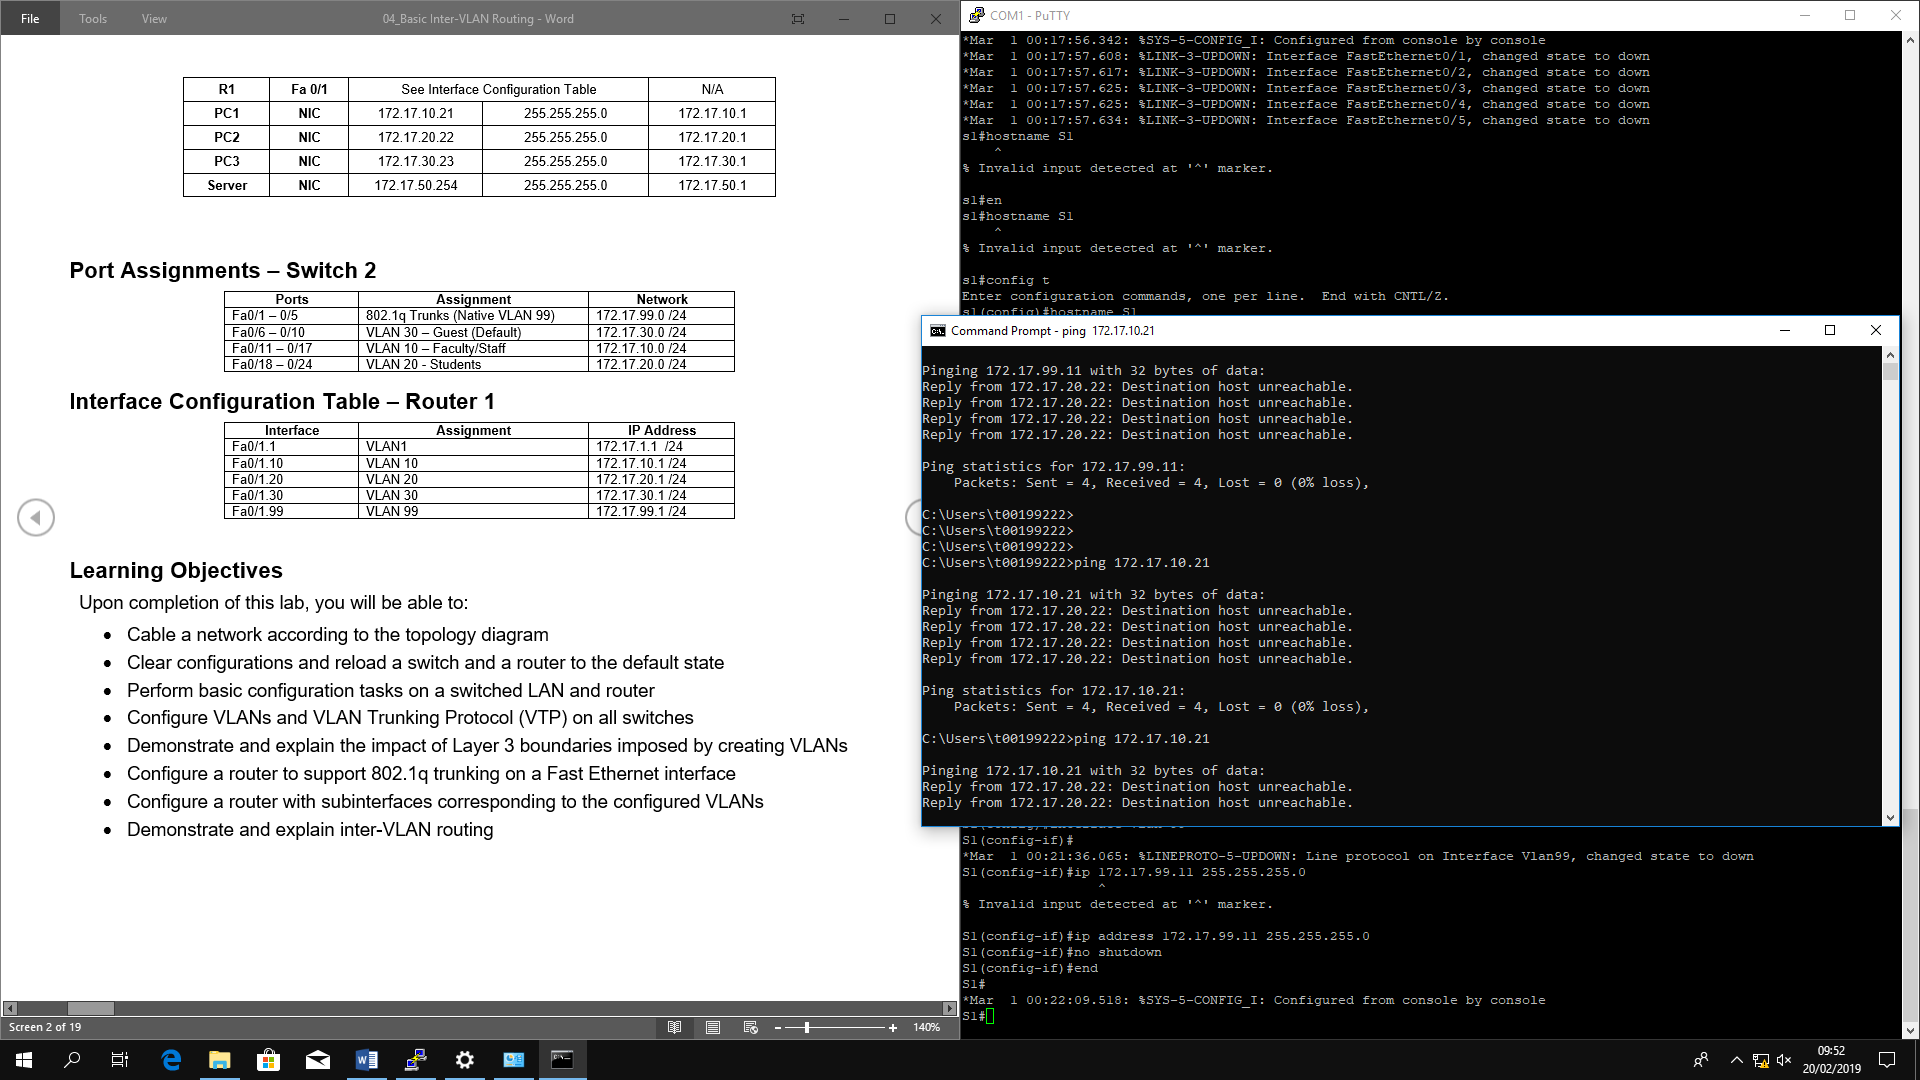 File Tools View 04_Basic Inter-VLAN Routing - Word
R1 Fa 0/1 See Interface Configuration Table N/A
PC1 NIC 172.17.10.21 255.255.255.0 172.17.10.1
PC2 NIC 172.17.20.22 255.255.255.0 172.17.20.1
PC3 NIC 172.17.30.23 255.255.255.0 172.17.30.1
Server NIC 172.17.50.254 255.255.255.0 172.17.50.1
Port Assignments – Switch 2
Ports Assignment Network
Fa0/1 – 0/5 802.1q Trunks (Native VLAN 99) 172.17.99.0 /24
Fa0/6 – 0/10 VLAN 30 – Guest (Default) 172.17.30.0 /24
Fa0/11 – 0/17 VLAN 10 – Faculty/Staff 172.17.10.0 /24
Fa0/18 – 0/24 VLAN 20 - Students 172.17.20.0 /24
Interface Configuration Table – Router 1
Interface Assignment IP Address
Fa0/1.1 VLAN1 172.17.1.1 /24
Fa0/1.10 VLAN 10 172.17.10.1 /24
Fa0/1.20 VLAN 20 172.17.20.1 /24
Fa0/1.30 VLAN 30 172.17.30.1 /24
Fa0/1.99 VLAN 99 172.17.99.1 /24
Learning Objectives
Upon completion of this lab, you will be able to:
• Cable a network according to the topology diagram
• Clear configurations and reload a switch and a router to the default state
• Perform basic configuration tasks on a switched LAN and router
• Configure VLANs and VLAN Trunking Protocol (VTP) on all switches
• Demonstrate and explain the impact of Layer 3 boundaries imposed by creating VLANs
• Configure a router to support 802.1q trunking on a Fast Ethernet interface
• Configure a router with subinterfaces corresponding to the configured VLANs
• Demonstrate and explain inter-VLAN routing
Screen 2 of 19
140%
COM1 - PuTTY
*Mar  1 00:17:56.342: %SYS-5-CONFIG_I: Configured from console by console
*Mar  1 00:17:57.608: %LINK-3-UPDOWN: Interface FastEthernet0/1, changed state to down
*Mar  1 00:17:57.617: %LINK-3-UPDOWN: Interface FastEthernet0/2, changed state to down
*Mar  1 00:17:57.625: %LINK-3-UPDOWN: Interface FastEthernet0/3, changed state to down
*Mar  1 00:17:57.625: %LINK-3-UPDOWN: Interface FastEthernet0/4, changed state to down
*Mar  1 00:17:57.634: %LINK-3-UPDOWN: Interface FastEthernet0/5, changed state to down
s1#hostname S1
^
% Invalid input detected at '^' marker.
s1#en
s1#hostname S1
^
% Invalid input detected at '^' marker.
s1#config t
Enter configuration commands, one per line.  End with CNTL/Z.
s1(config)#hostname S1
Command Prompt - ping  172.17.10.21
Pinging 172.17.99.11 with 32 bytes of data:
Reply from 172.17.20.22: Destination host unreachable.
Reply from 172.17.20.22: Destination host unreachable.
Reply from 172.17.20.22: Destination host unreachable.
Reply from 172.17.20.22: Destination host unreachable.
Ping statistics for 172.17.99.11:
Packets: Sent = 4, Received = 4, Lost = 0 (0% loss),
C:\Users\t00199222>
C:\Users\t00199222>
C:\Users\t00199222>
C:\Users\t00199222>ping 172.17.10.21
Pinging 172.17.10.21 with 32 bytes of data:
Reply from 172.17.20.22: Destination host unreachable.
Reply from 172.17.20.22: Destination host unreachable.
Reply from 172.17.20.22: Destination host unreachable.
Reply from 172.17.20.22: Destination host unreachable.
Ping statistics for 172.17.10.21:
Packets: Sent = 4, Received = 4, Lost = 0 (0% loss),
C:\Users\t00199222>ping 172.17.10.21
Pinging 172.17.10.21 with 32 bytes of data:
Reply from 172.17.20.22: Destination host unreachable.
Reply from 172.17.20.22: Destination host unreachable.
S1(config-if)#
*Mar  1 00:21:36.065: %LINEPROTO-5-UPDOWN: Line protocol on Interface Vlan99, changed state to down
S1(config-if)#ip 172.17.99.11 255.255.255.0
^
% Invalid input detected at '^' marker.
S1(config-if)#ip address 172.17.99.11 255.255.255.0
S1(config-if)#no shutdown
S1(config-if)#end
S1#
*Mar  1 00:22:09.518: %SYS-5-CONFIG_I: Configured from console by console
S1#
09:52
20/02/2019